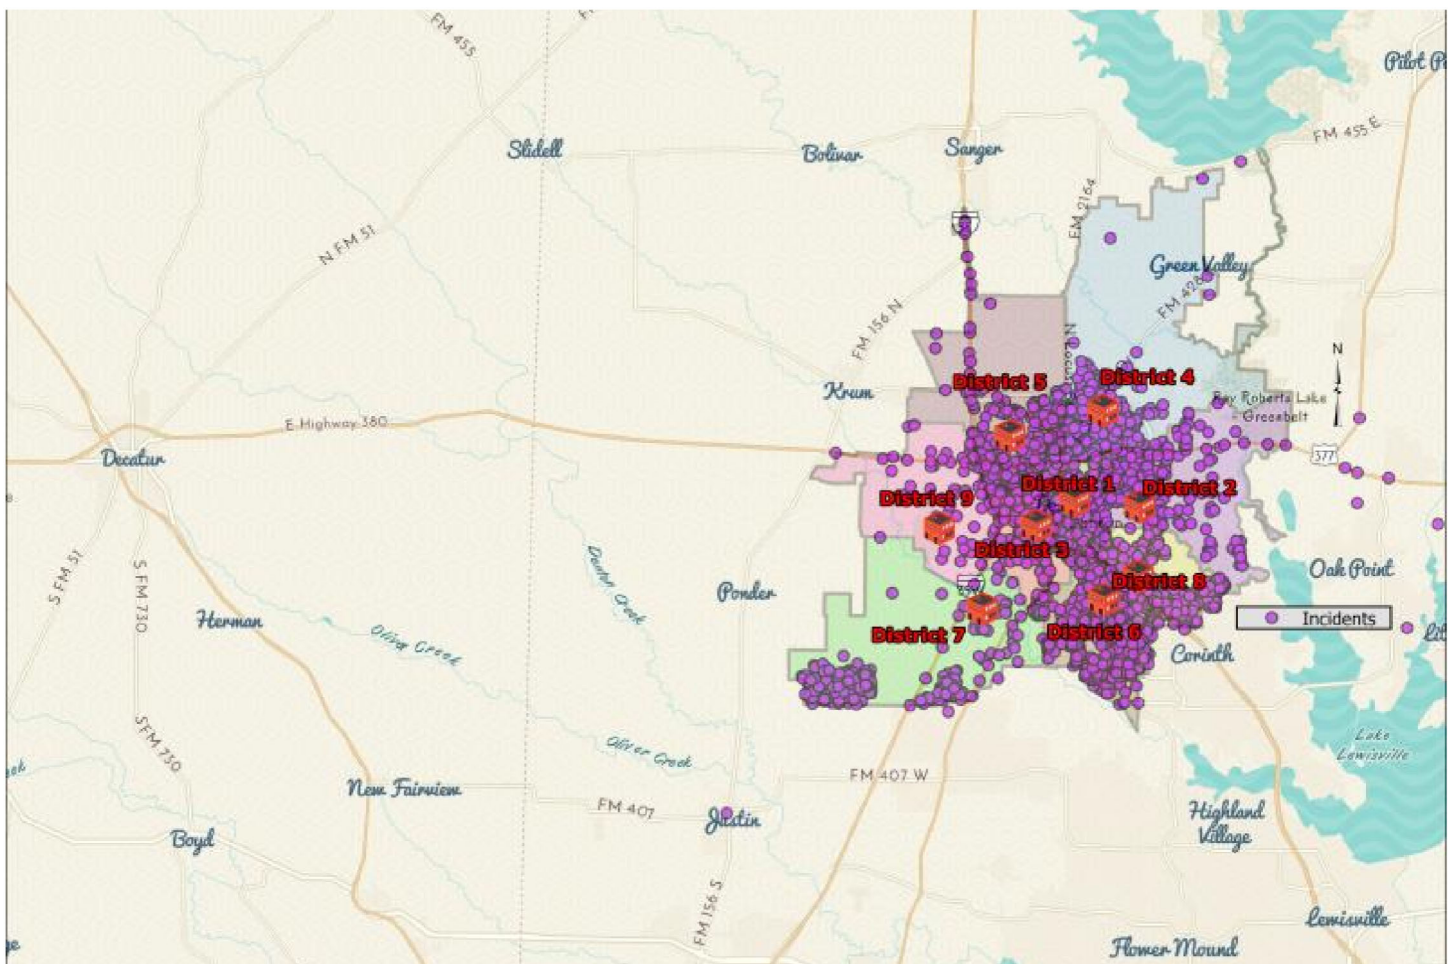 FM 455
Pilot P
FM 455 E
Slidell
Bolivar
Sanger
FM 2164
N FM 51
Green Valley
FM 428
FM 156 N
N
District 5
District 4
Krum
Ray Roberts Lake
Greenbelt
E Highway 380
377
Decatur
District 1
District 2
District 9
District 3
S FM 51
S FM 730
Denton Creek
Ponder
Oak Point
District 8
Herman
Oliver Creek
Incidents
District 7
District 6
Corinth
S FM 730
Oliver Creek
Lake
Lewisville
FM 407 W
New Fairview
FM 407
Justin
Highland
Village
Boyd
FM 156 S
Lewisville
Flower Mound